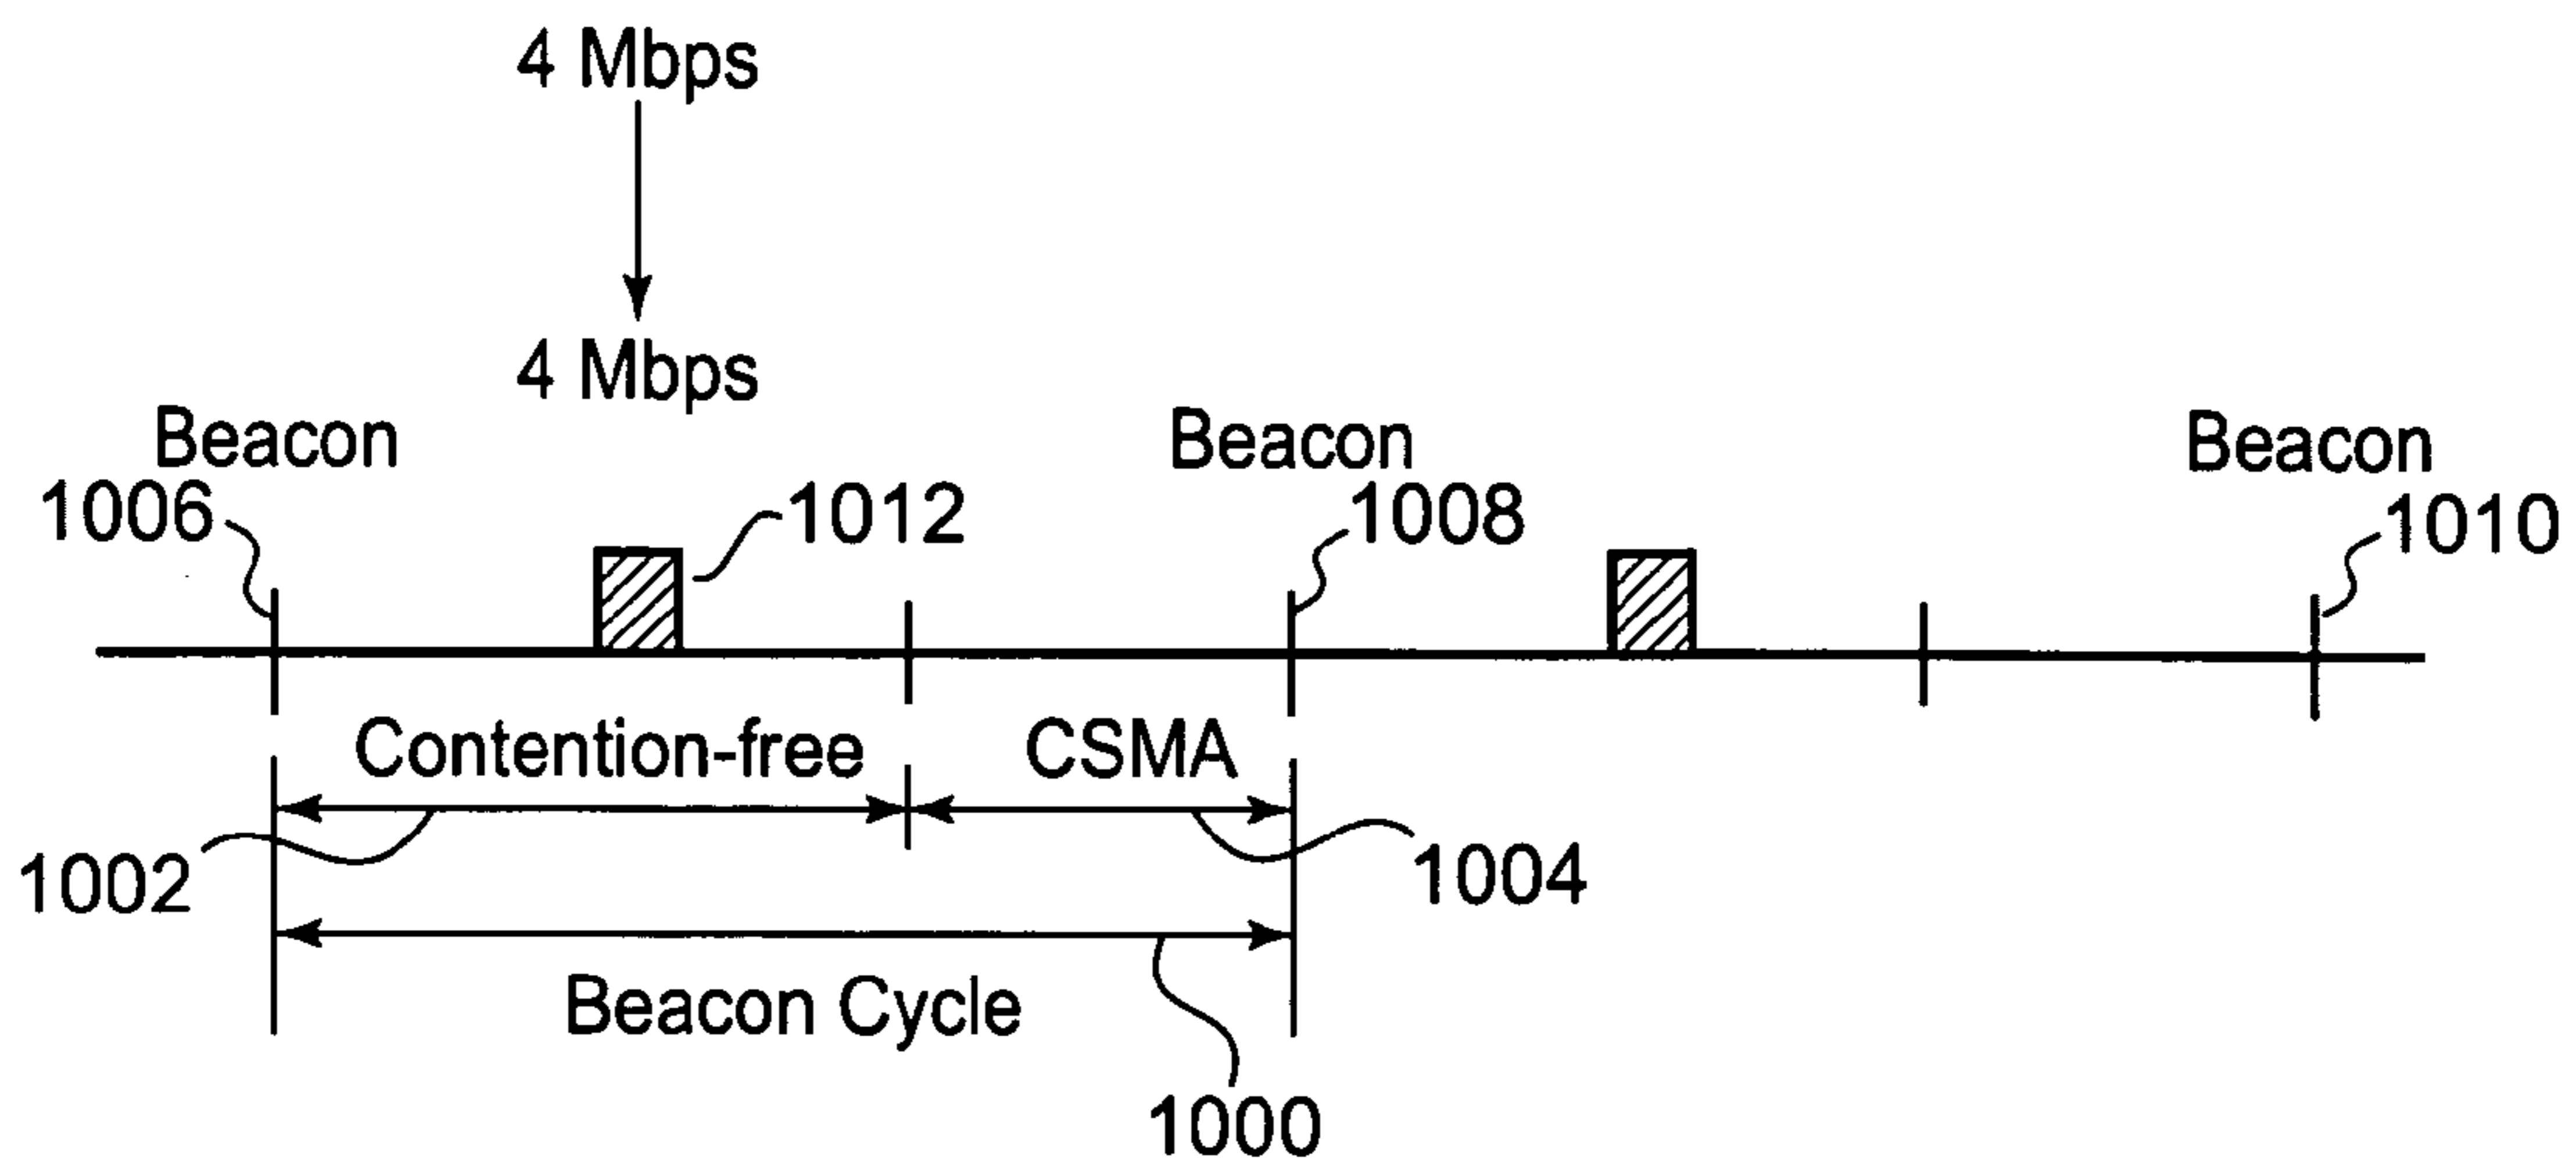 4 Mbps
4 Mbps
Beacon
Beacon
Beacon
1006
1012
1008
1010
Contention-free
CSMA
1002
1004
Beacon Cycle
1000